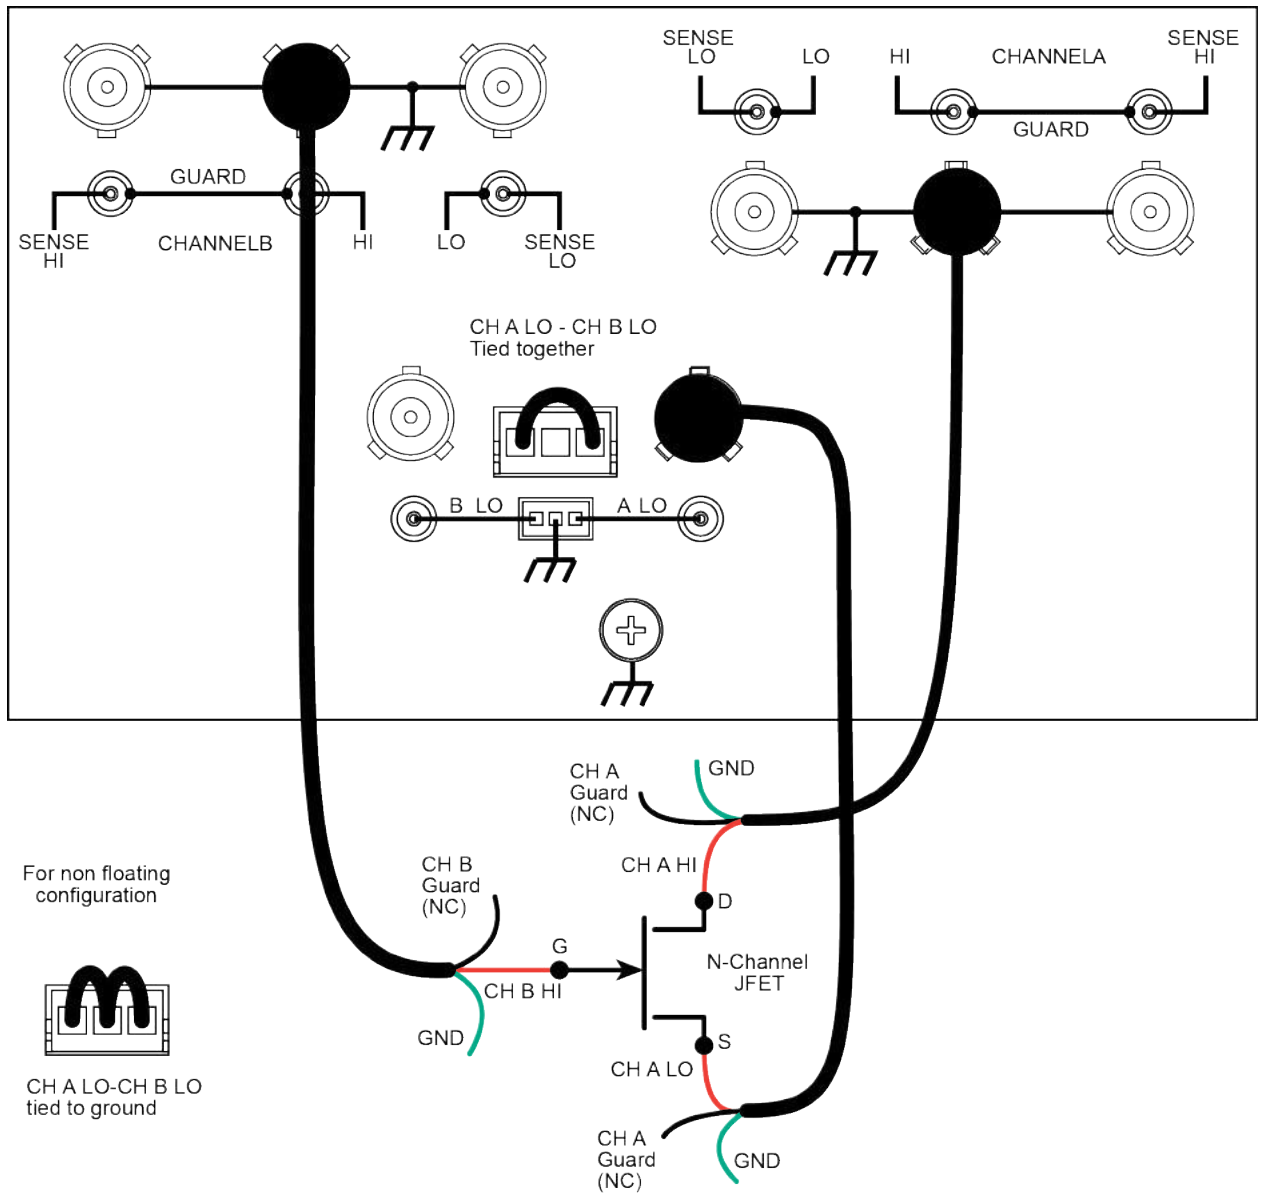 SENSE
LO
LO
HI
CHANNELA
SENSE
HI
GUARD
GUARD
SENSE
HI
CHANNELB
HI
LO
SENSE
LO
CH A LO - CH B LO
Tied together
B LO
A LO
CH A
Guard
(NC)
GND
CH A HI
D
For non floating
configuration
CH B
Guard
(NC)
G
CH B HI
N-Channel
JFET
GND
S
CH A LO
CH A LO-CH B LO
tied to ground
CH A
Guard
(NC)
GND